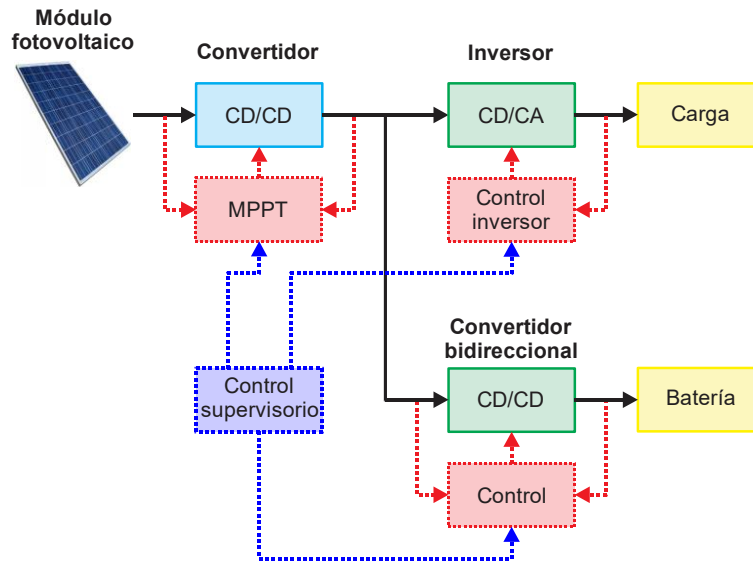 Módulo
fotovoltaico
Convertidor
Inversor
CD/CD
CD/CA
Carga
MPPT
Control
inversor
Convertidor
bidireccional
Control
supervisorio
CD/CD
Batería
Control